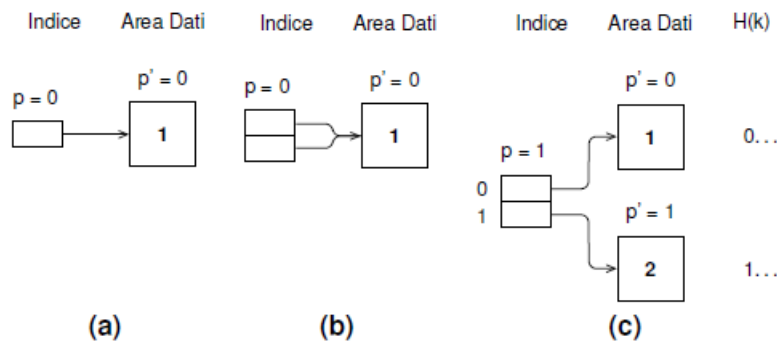 Indice Area Dati Indice Area Dati Indice Area Dati H(k)
p = 0 p' = 0 p = 0 p' = 0 p' = 0
1 1 1 0...
p = 1
0
1 p' = 1
2 1...
(a) (b) (c)